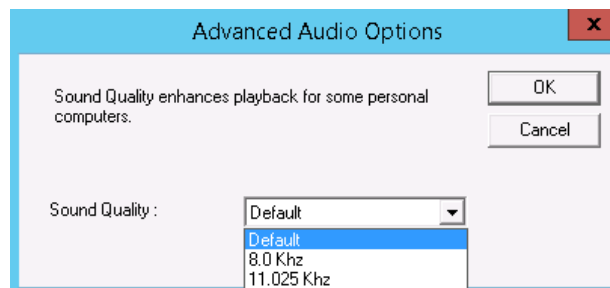 Advanced Audio Options
x
Sound Quality enhances playback for some personal
computers.
OK
Cancel
Sound Quality :
Default
Default
8.0 Khz
11.025 Khz